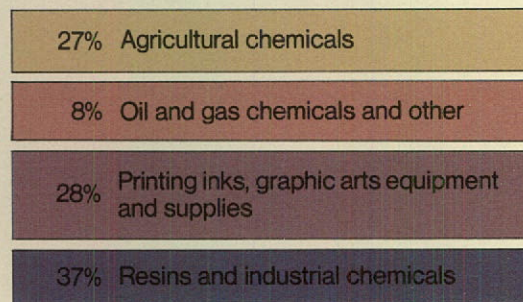 27% Agricultural chemicals
8% Oil and gas chemicals and other
28% Printing inks, graphic arts equipment
and supplies
37% Resins and industrial chemicals